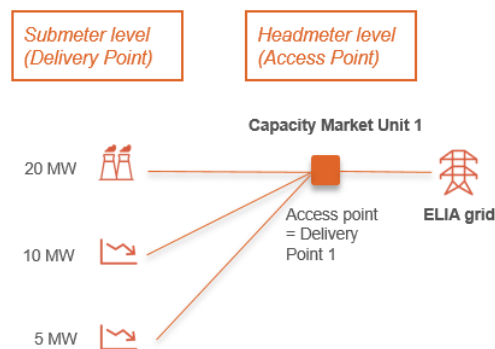 Submeter level
(Delivery Point)
Headmeter level
(Access Point)
Capacity Market Unit 1
20 MW
Access point
= Delivery
Point 1
ELIA grid
10 MW
5 MW